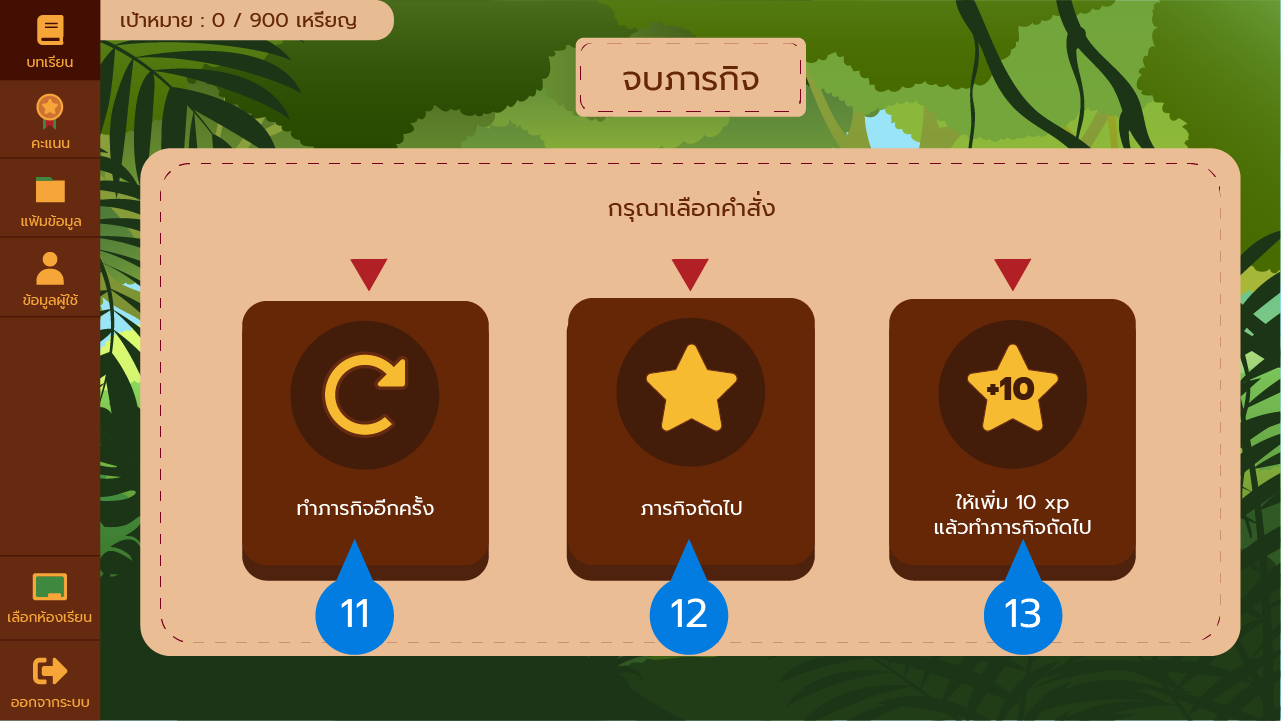 เป้าหมาย : 0 / 900 เหรียญ
บทเรียน
คะแนน
แฟ้มข้อมูล
ข้อมูลผู้ใช้
เลือกห้องเรียน
ออกจากระบบ
จบภารกิจ
กรุณาเลือกคำสั่ง
ทำภารกิจอีกครั้ง
ภารกิจถัดไป
+10
ให้เพิ่ม 10 xp
แล้วทำภารกิจถัดไป
11
12
13